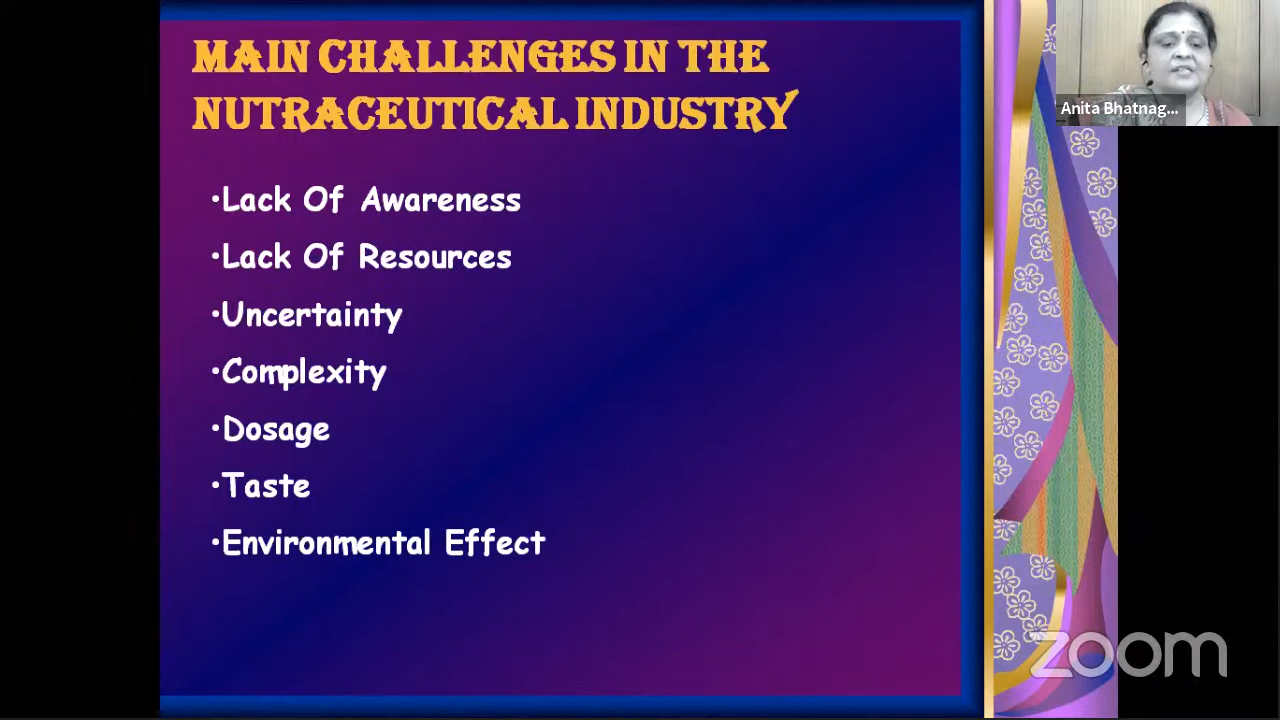 MAIN CHALLENGES IN THE
NUTRACEUTICAL INDUSTRY
•Lack Of Awareness
•Lack Of Resources
•Uncertainty
•Complexity
•Dosage
•Taste
•Environmental Effect
Anita Bhatnag...
zoom